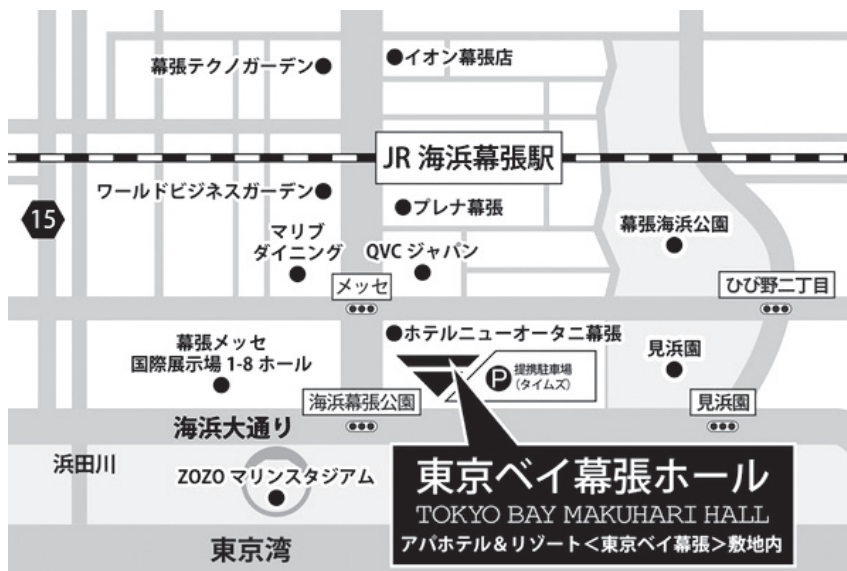 イオン幕張店
幕張テクノガーデン
JR 海浜幕張駅
ワールドビジネスガーデン
プレナ幕張
15
マリブ
ダイニング
QVC ジャパン
幕張海浜公園
メッセ
ひび野二丁目
ホテルニューオータニ幕張
幕張メッセ
国際展示場 1-8 ホール
P
提携駐車場
(タイムズ)
見浜園
海浜幕張公園
見浜園
海浜大通り
浜田川
ZOZO マリンスタジアム
東京湾
東京ベイ幕張ホール
TOKYO BAY MAKUHARI HALL
アパホテル&リゾート<東京ベイ幕張>敷地内